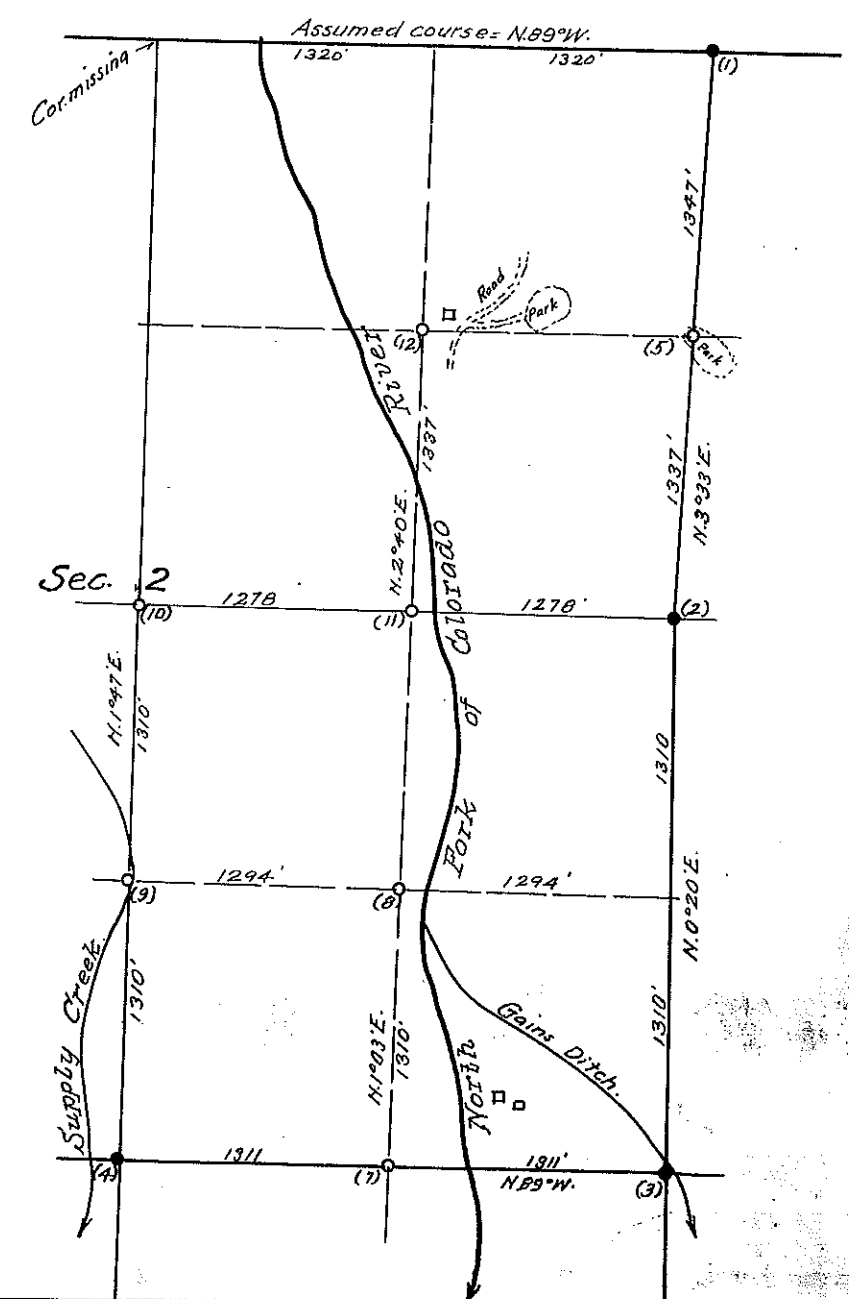 Assumed course = N.89°W.
1320'
1320'
(1)
Cor. missing
1347'
Road
Park
(12)
(5)
Park
River
1337'
1337'
N.3°33'E.
N.2°40'E.
Colorado
Sec. 2
1278
1278'
(10)
(11)
(2)
N.1°47'E.
1310'
of
1310
Fork
1294'
1294'
(9)
(8)
N.0°20'E.
Supply Creek.
1310'
1310'
Gains Ditch.
N.1°03'E.
1310'
North
1311
1311'
(4)
(7)
N.89°W.
(3)